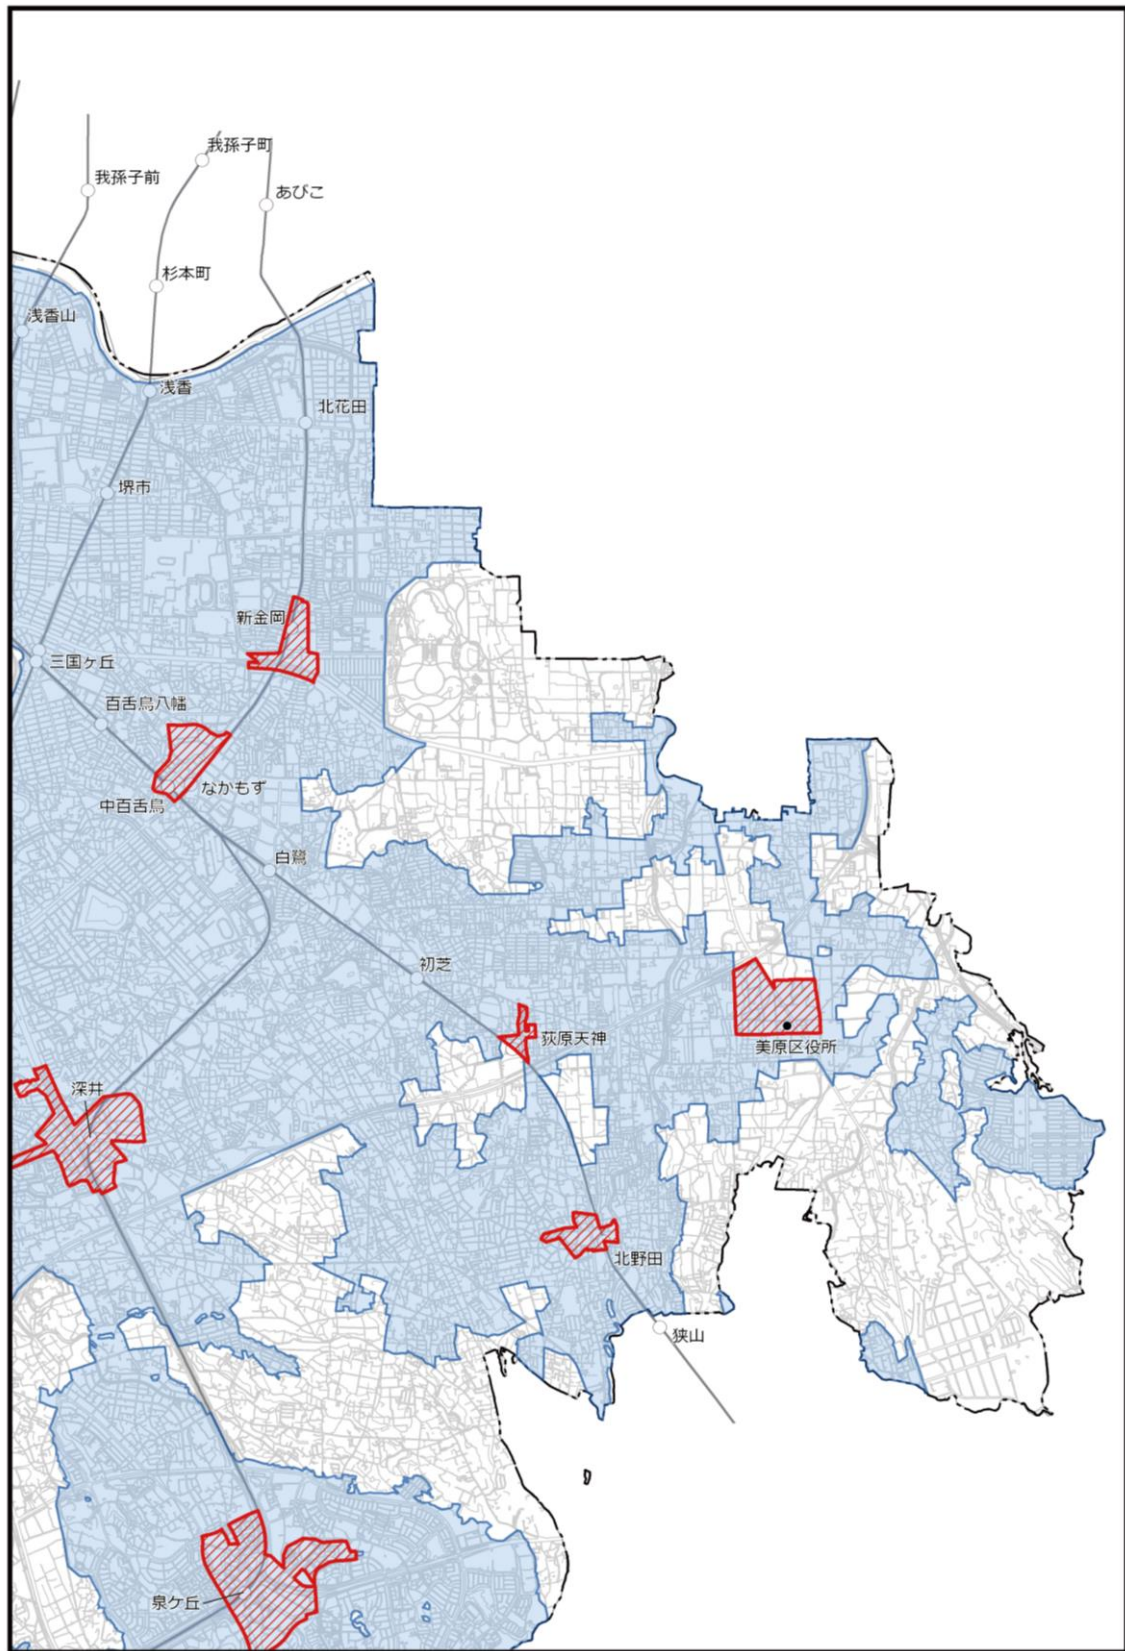 我孫子町
我孫子前
あびこ
杉本町
浅香山
浅香
北花田
堺市
新金岡
三国ヶ丘
百舌鳥八幡
なかもず
中百舌鳥
白鷺
初芝
萩原天神
美原区役所
深井
北野田
狭山
泉ケ丘